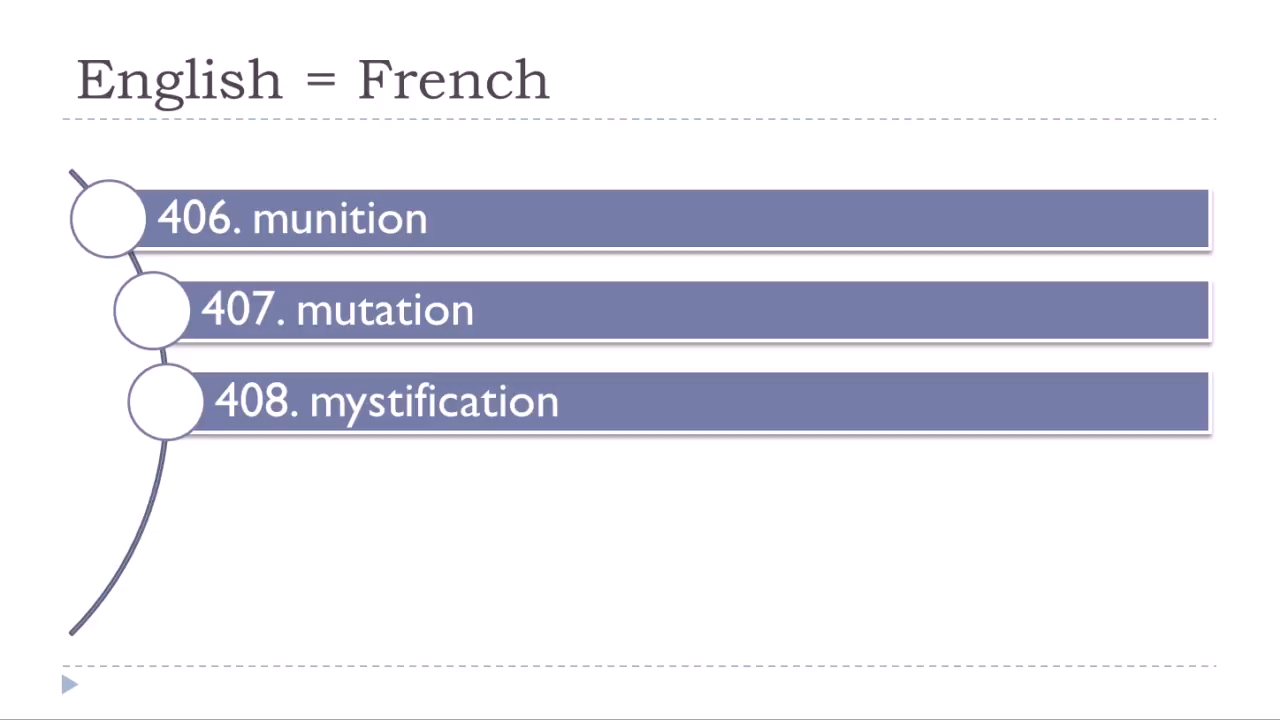 English = French
406. munition
407. mutation
408. mystification